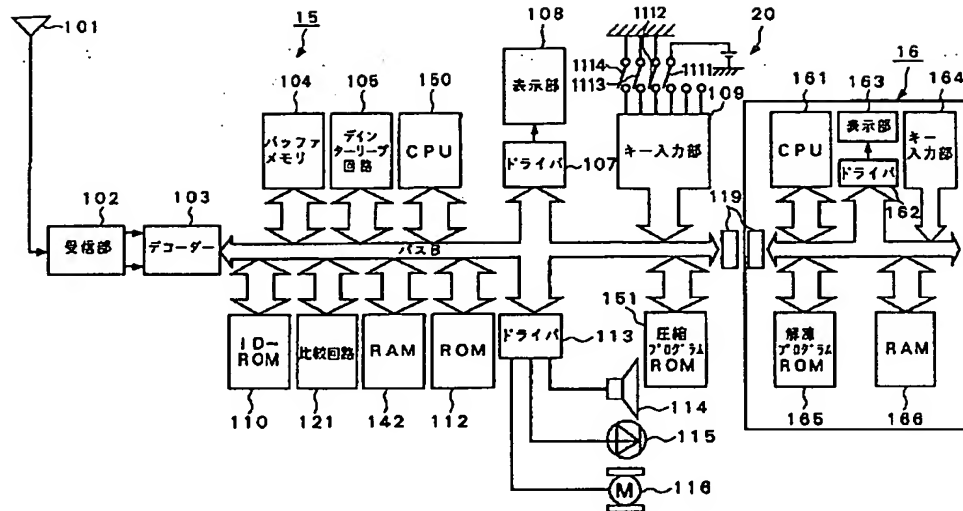 101
15
108
表示部
1112
1114
1113
1111
20
109
キー入力部
104
バッファ
メモリ
105
デイン
ターリーブ
回路
150
CPU
ドライバ
107
161
CPU
163
表示部
ドライバ
162
16
164
キー
入力部
102
受信部
103
デコーダー
バスB
119
ID-
ROM
110
比較回路
121
RAM
142
ROM
112
ドライバ
113
151
圧縮
プログラム
ROM
解凍
プログラム
ROM
165
RAM
166
114
115
M
116